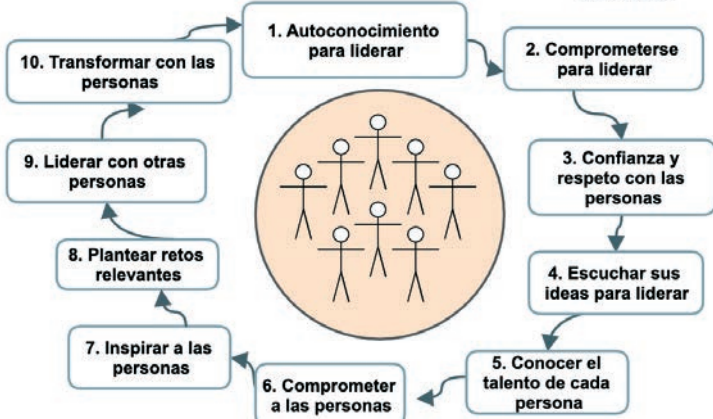 1. Autoconocimiento
para liderar
2. Comprometerse
para liderar
3. Confianza y
respeto con las
personas
4. Escuchar sus
ideas para liderar
5. Conocer el
talento de cada
persona
6. Comprometer
a las personas
7. Inspirar a las
personas
8. Plantear retos
relevantes
9. Liderar con otras
personas
10. Transformar con las
personas